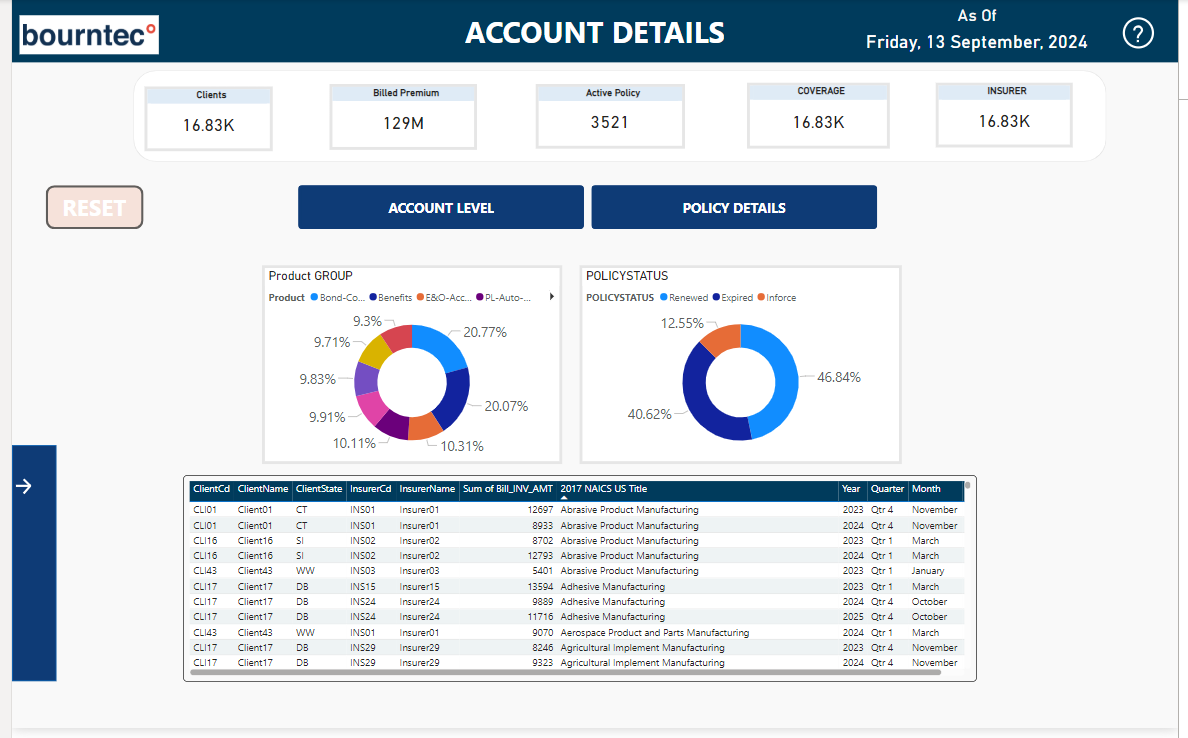 bourntec
ACCOUNT DETAILS
As Of
Friday, 13 September, 2024
?
Clients
16.83K
Billed Premium
129M
Active Policy
3521
COVERAGE
16.83K
INSURER
16.83K
RESET
ACCOUNT LEVEL
POLICY DETAILS
Product GROUP
Product Bond-Co... Benefits E&O-Acc... PL-Auto-...
9.3%
20.77%
9.71%
9.83%
20.07%
9.91%
10.11%
10.31%
POLICYSTATUS
POLICYSTATUS Renewed Expired Inforce
12.55%
46.84%
40.62%
ClientCd ClientName ClientState InsurerCd InsurerName Sum of Bill_INV_AMT 2017 NAICS US Title Year Quarter Month
CLI01 Client01 CT INS01 Insurer01 12697 Abrasive Product Manufacturing 2023 Qtr 4 November
CLI01 Client01 CT INS01 Insurer01 8933 Abrasive Product Manufacturing 2024 Qtr 4 November
CLI16 Client16 SI INS02 Insurer02 8702 Abrasive Product Manufacturing 2023 Qtr 1 March
CLI16 Client16 SI INS02 Insurer02 12793 Abrasive Product Manufacturing 2024 Qtr 1 March
CLI43 Client43 WW INS03 Insurer03 5401 Abrasive Product Manufacturing 2023 Qtr 1 January
CLI17 Client17 DB INS15 Insurer15 13594 Adhesive Manufacturing 2023 Qtr 1 March
CLI17 Client17 DB INS24 Insurer24 9889 Adhesive Manufacturing 2024 Qtr 4 October
CLI17 Client17 DB INS24 Insurer24 11716 Adhesive Manufacturing 2025 Qtr 4 October
CLI43 Client43 WW INS01 Insurer01 9070 Aerospace Product and Parts Manufacturing 2024 Qtr 1 March
CLI17 Client17 DB INS29 Insurer29 8246 Agricultural Implement Manufacturing 2023 Qtr 4 November
CLI17 Client17 DB INS29 Insurer29 9323 Agricultural Implement Manufacturing 2024 Qtr 4 November